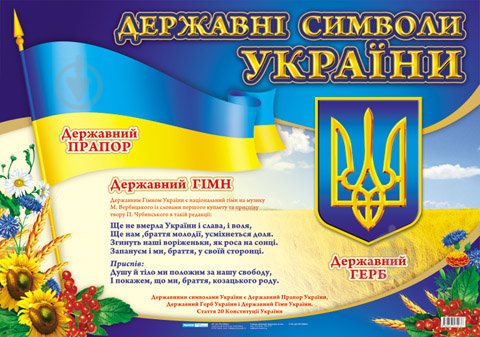 ДЕРЖАВНІ СИМВОЛИ
УКРАЇНИ
Державний
ПРАПОР
Державний ГІМН
Державним Гімном України є національний гімн на музику
М. Вербицького із словами першого куплету та приспіву
твору П. Чубинського в такій редакції:
Ще не вмерла України і слава, і воля,
Ще нам ,браття молодії, усміхнеться доля.
Згинуть наші воріженьки, як роса на сонці.
Запануєм і ми, браття, у своїй сторонці.
Приспів:
Душу й тіло ми положим за нашу свободу,
І покажем, що ми, браття, козацького роду.
Державний
ГЕРБ
Державними символами України є Державний Прапор України,
Державний Герб України і Державний Гімн України.
Стаття 20 Конституції України